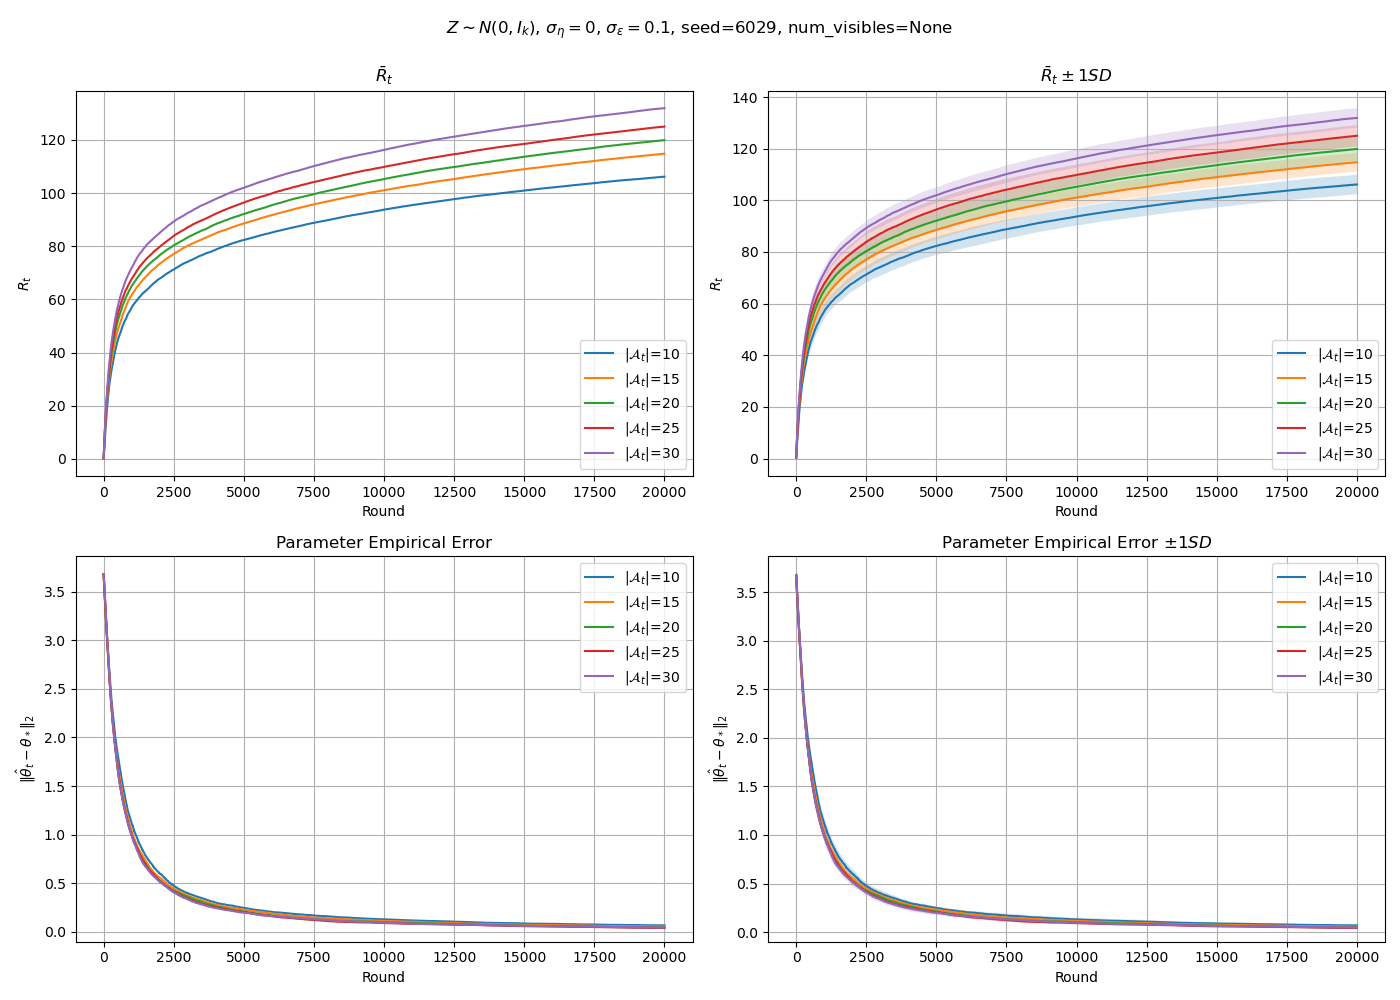 Z ∼ N(0, I_k), σ_η = 0, σ_ε = 0.1, seed=6029, num_visibles=None
R̄_t
R_t
120
100
80
60
40
20
0
|𝒜_t|=10
|𝒜_t|=15
|𝒜_t|=20
|𝒜_t|=25
|𝒜_t|=30
0 2500 5000 7500 10000 12500 15000 17500 20000
Round
R̄_t ± 1SD
R_t
140
120
100
80
60
40
20
0
|𝒜_t|=10
|𝒜_t|=15
|𝒜_t|=20
|𝒜_t|=25
|𝒜_t|=30
0 2500 5000 7500 10000 12500 15000 17500 20000
Round
Parameter Empirical Error
‖θ̂_t − θ_*‖_2
3.5
3.0
2.5
2.0
1.5
1.0
0.5
0.0
|𝒜_t|=10
|𝒜_t|=15
|𝒜_t|=20
|𝒜_t|=25
|𝒜_t|=30
0 2500 5000 7500 10000 12500 15000 17500 20000
Round
Parameter Empirical Error ±1SD
‖θ̂_t − θ_*‖_2
3.5
3.0
2.5
2.0
1.5
1.0
0.5
0.0
|𝒜_t|=10
|𝒜_t|=15
|𝒜_t|=20
|𝒜_t|=25
|𝒜_t|=30
0 2500 5000 7500 10000 12500 15000 17500 20000
Round